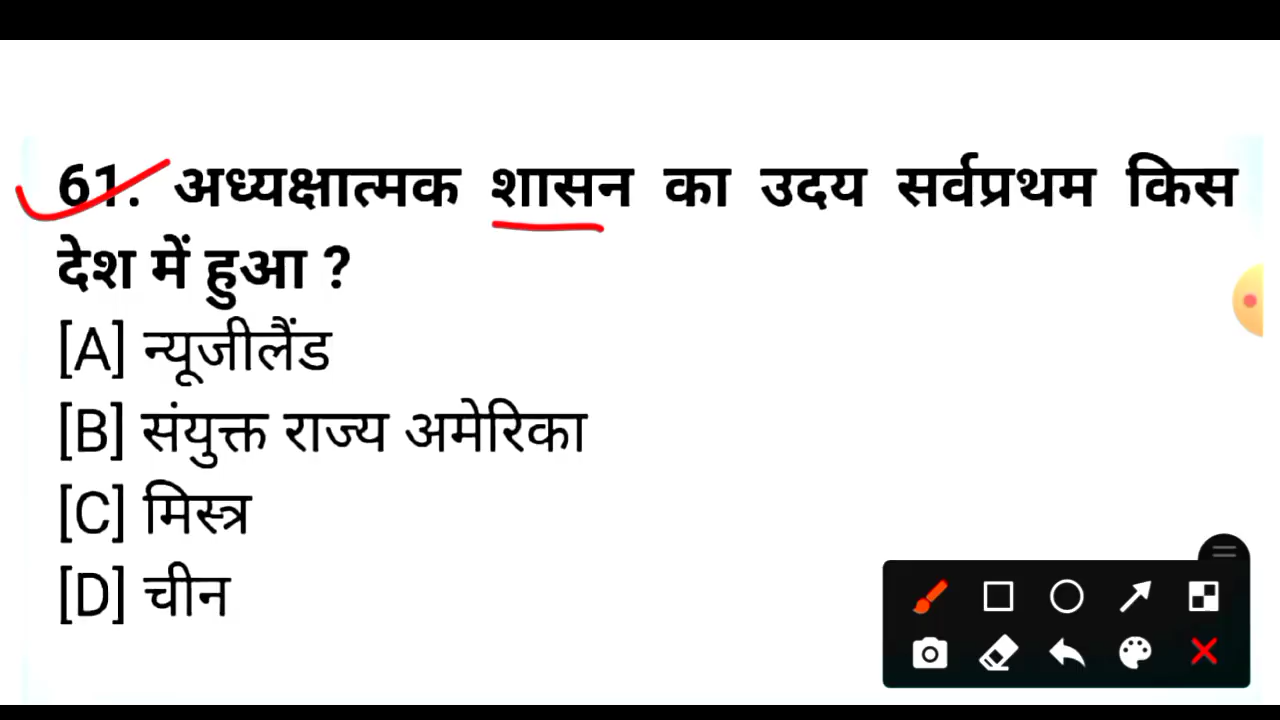 61. अध्यक्षात्मक शासन का उदय सर्वप्रथम किस
देश में हुआ ?
[A] न्यूजीलैंड
[B] संयुक्त राज्य अमेरिका
[C] मिस्त्र
[D] चीन